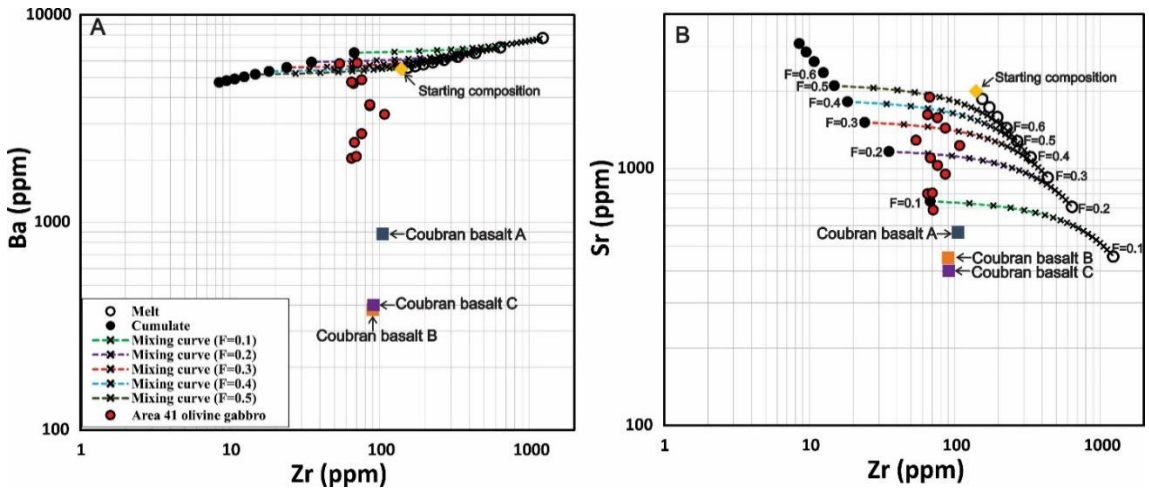 A
10000
1000
100
Ba (ppm)
Starting composition
Coubran basalt A
Coubran basalt C
Coubran basalt B
Melt
Cumulate
Mixing curve (F=0.1)
Mixing curve (F=0.2)
Mixing curve (F=0.3)
Mixing curve (F=0.4)
Mixing curve (F=0.5)
Area 41 olivine gabbro
1 10 100 1000
Zr (ppm)
B
1000
100
Sr (ppm)
Starting composition
F=0.6
F=0.5
F=0.4
F=0.3
F=0.2
F=0.1
F=0.6
F=0.5
F=0.4
F=0.3
F=0.2
F=0.1
Coubran basalt A
Coubran basalt B
Coubran basalt C
1 10 100 1000
Zr (ppm)